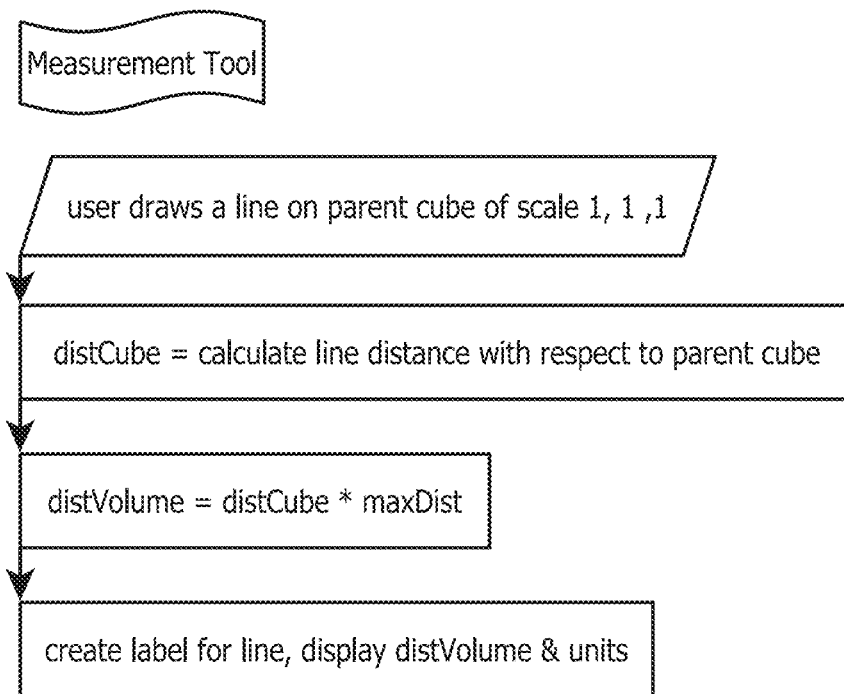 Measurement Tool
user draws a line on parent cube of scale 1, 1 ,1
distCube = calculate line distance with respect to parent cube
distVolume = distCube * maxDist
create label for line, display distVolume & units